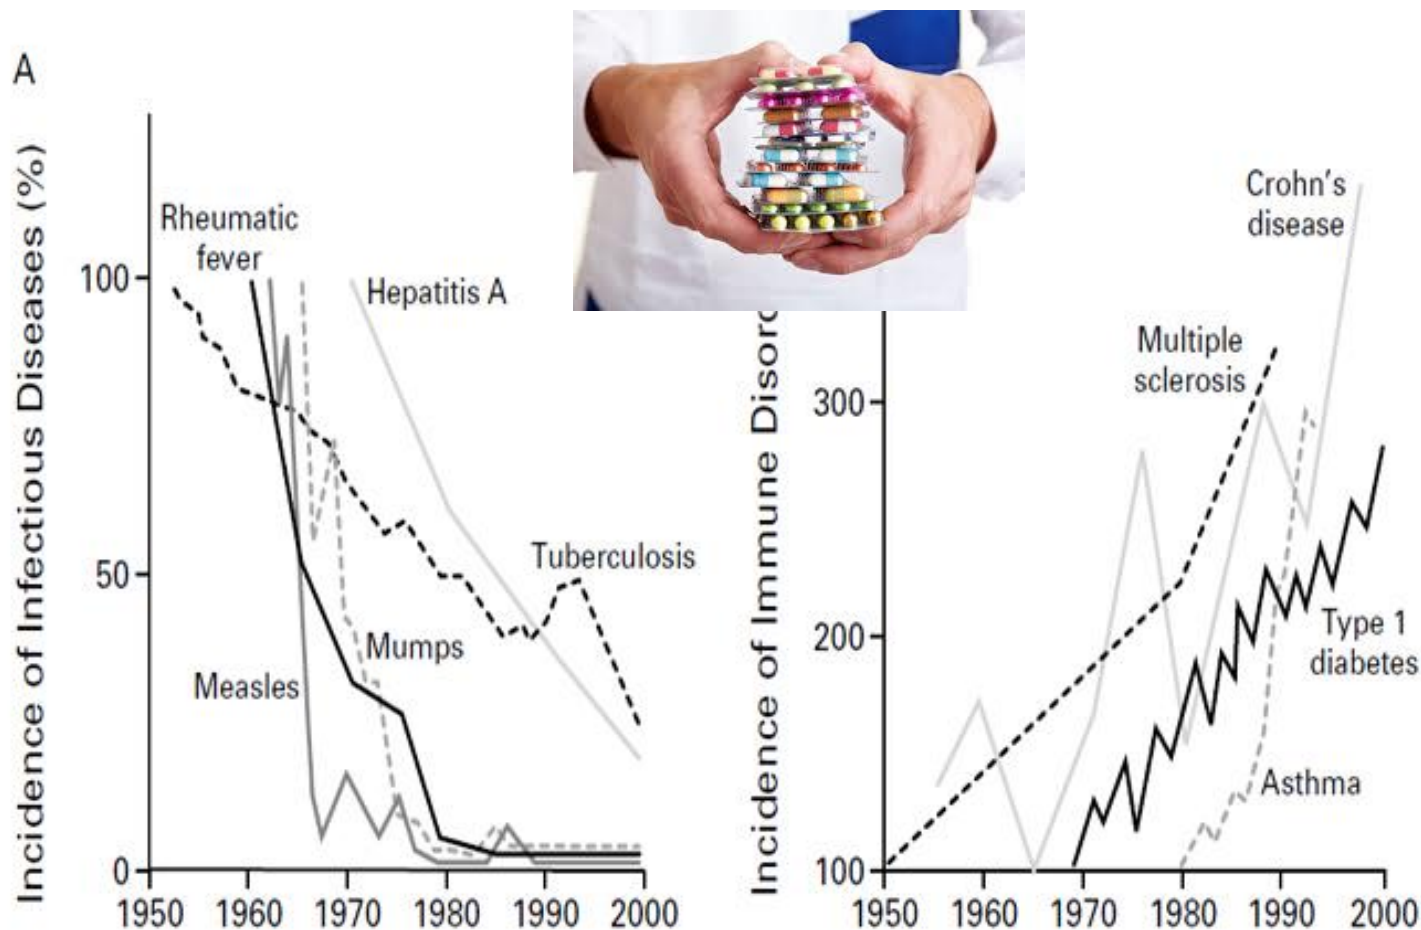 A
Incidence of Infectious Diseases (%)
Rheumatic
fever
Hepatitis A
Tuberculosis
Mumps
Measles
100
50
0
1950 1960 1970 1980 1990 2000
Incidence of Immune Disor
Crohn's
disease
Multiple
sclerosis
Type 1
diabetes
Asthma
300
200
100
1950 1960 1970 1980 1990 2000